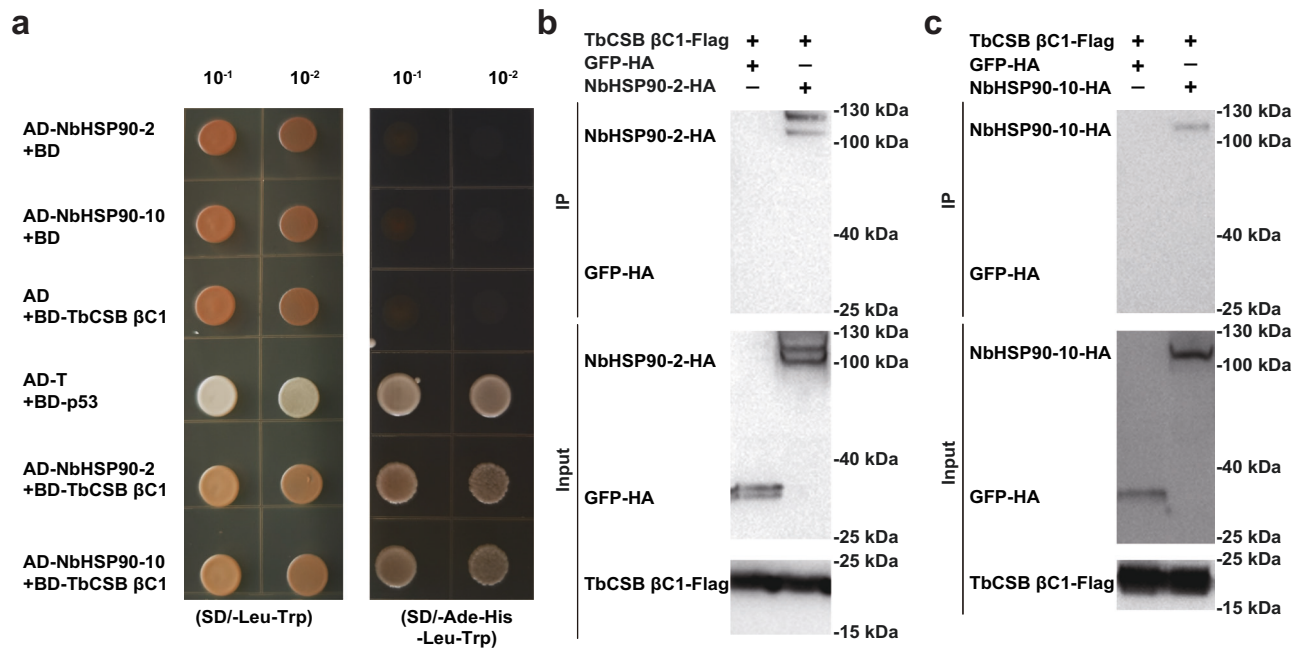 a
10⁻¹ 10⁻² 10⁻¹ 10⁻²
AD-NbHSP90-2
+BD
AD-NbHSP90-10
+BD
AD
+BD-TbCSB βC1
AD-T
+BD-p53
AD-NbHSP90-2
+BD-TbCSB βC1
AD-NbHSP90-10
+BD-TbCSB βC1
(SD/-Leu-Trp)
(SD/-Ade-His
-Leu-Trp)
b
TbCSB βC1-Flag + +
GFP-HA + −
NbHSP90-2-HA − +
IP
NbHSP90-2-HA
GFP-HA
-130 kDa
-100 kDa
-40 kDa
-25 kDa
Input
NbHSP90-2-HA
GFP-HA
TbCSB βC1-Flag
-130 kDa
-100 kDa
-40 kDa
-25 kDa
-25 kDa
-15 kDa
c
TbCSB βC1-Flag + +
GFP-HA + −
NbHSP90-10-HA − +
IP
NbHSP90-10-HA
GFP-HA
-130 kDa
-100 kDa
-40 kDa
-25 kDa
Input
NbHSP90-10-HA
GFP-HA
TbCSB βC1-Flag
-130 kDa
-100 kDa
-40 kDa
-25 kDa
-25 kDa
-15 kDa